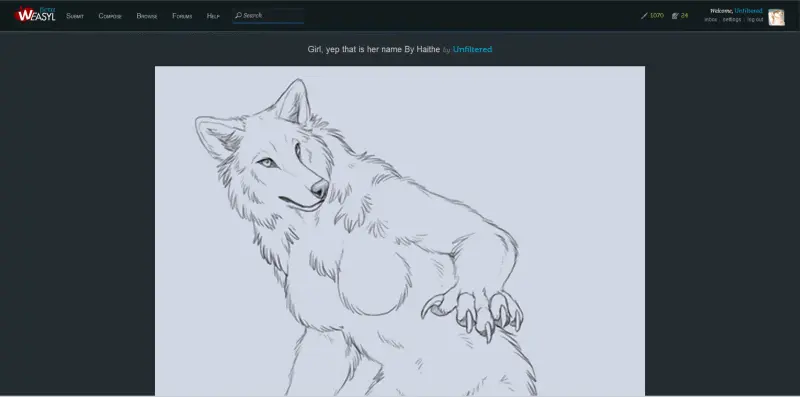 WEASYL Beta Submit Compose Browse Forums Help Search 1070 24 Welcome, Unfiltered
inbox settings log out
Girl, yep that is her name By Haithe by Unfiltered